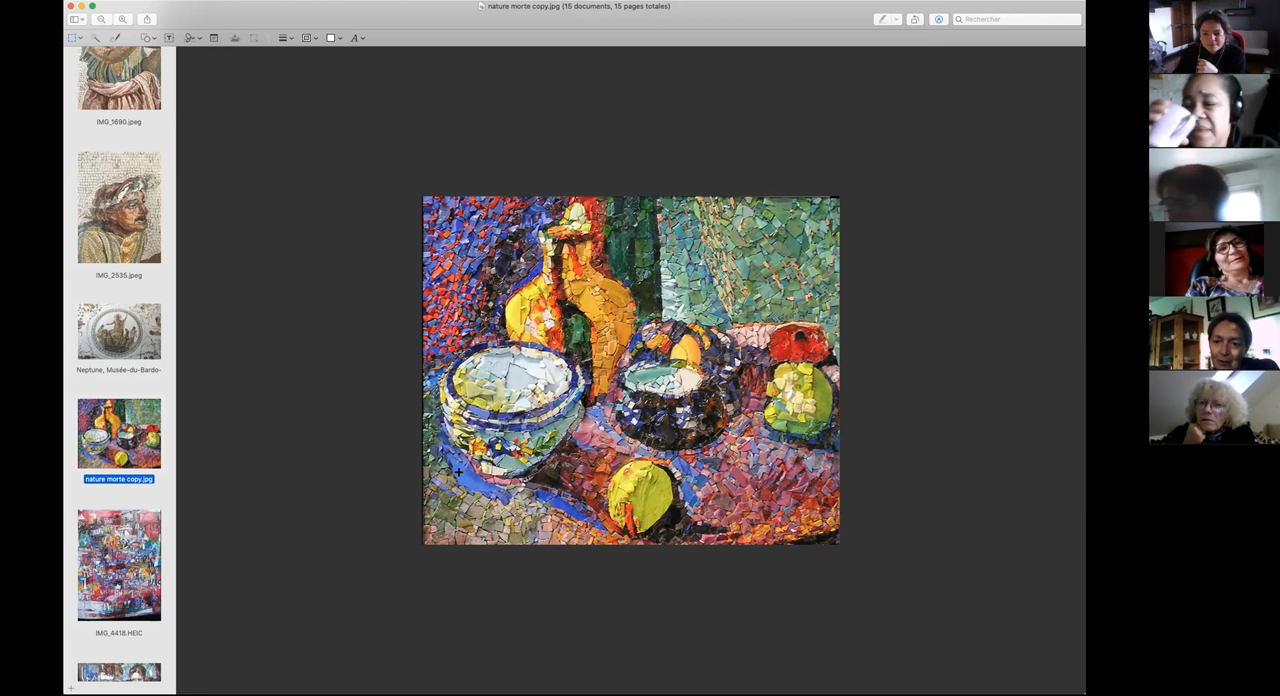 nature morte copy.jpg (15 documents, 15 pages totales)
Rechercher
IMG_1690.jpeg
IMG_2535.jpeg
Neptune, Musée-du-Bardo-
nature morte copy.jpg
IMG_4418.HEIC